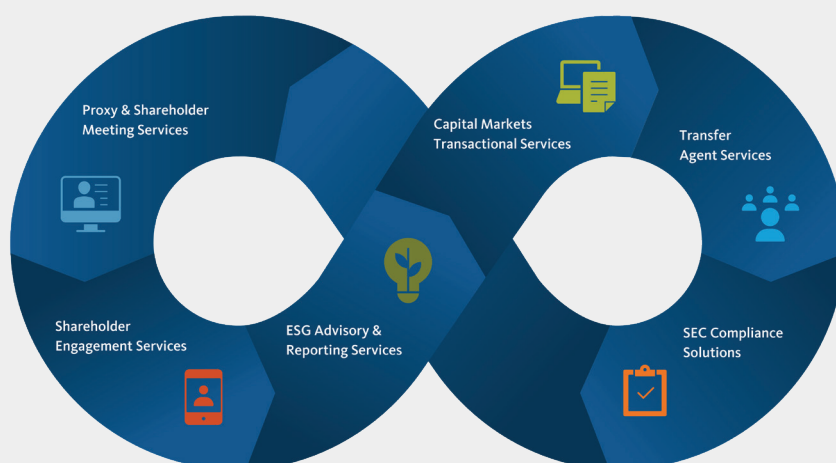 Proxy & Shareholder
Meeting Services
Capital Markets
Transactional Services
Transfer
Agent Services
Shareholder
Engagement Services
ESG Advisory &
Reporting Services
SEC Compliance
Solutions